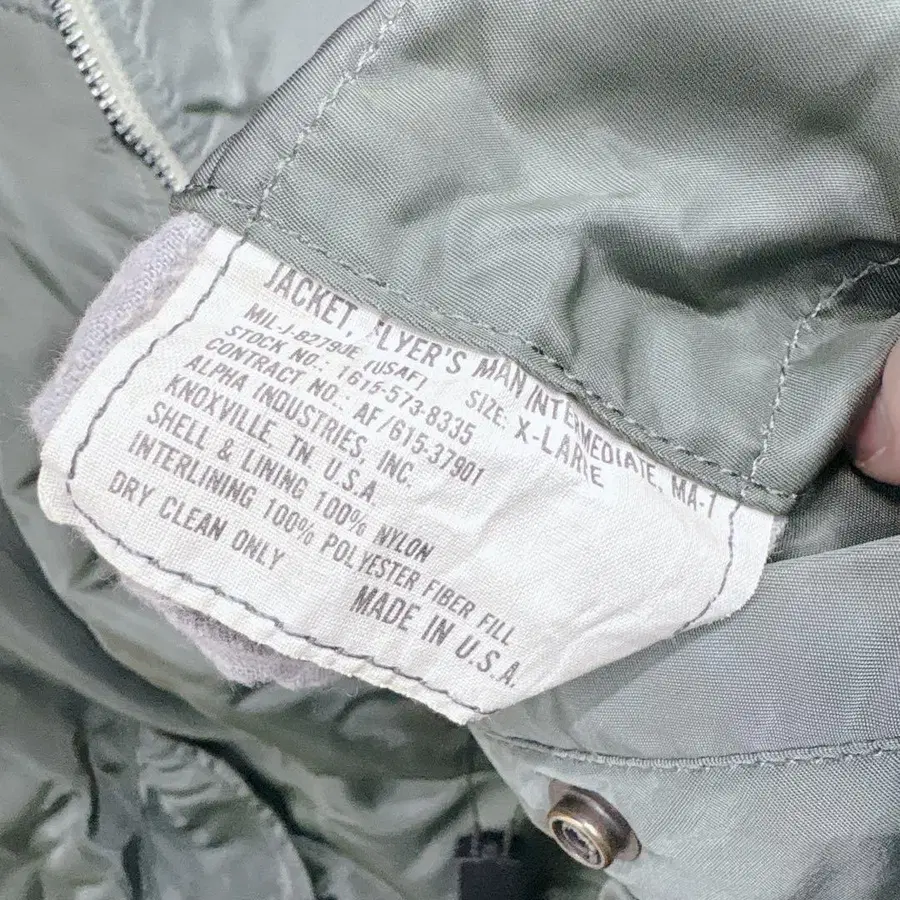 JACKET, FLYER'S MAN INTERMEDIATE, MA-1
MIL-J-8279OE (USAF) SIZE: X-LARGE
STOCK NO.: 1615-573-8335
CONTRACT NO.: AF/615-37901
ALPHA INDUSTRIES, INC.
KNOXVILLE, TN. U.S.A
SHELL & LINING 100% NYLON
INTERLINING 100% POLYESTER FIBER FILL
DRY CLEAN ONLY
MADE IN U.S.A.